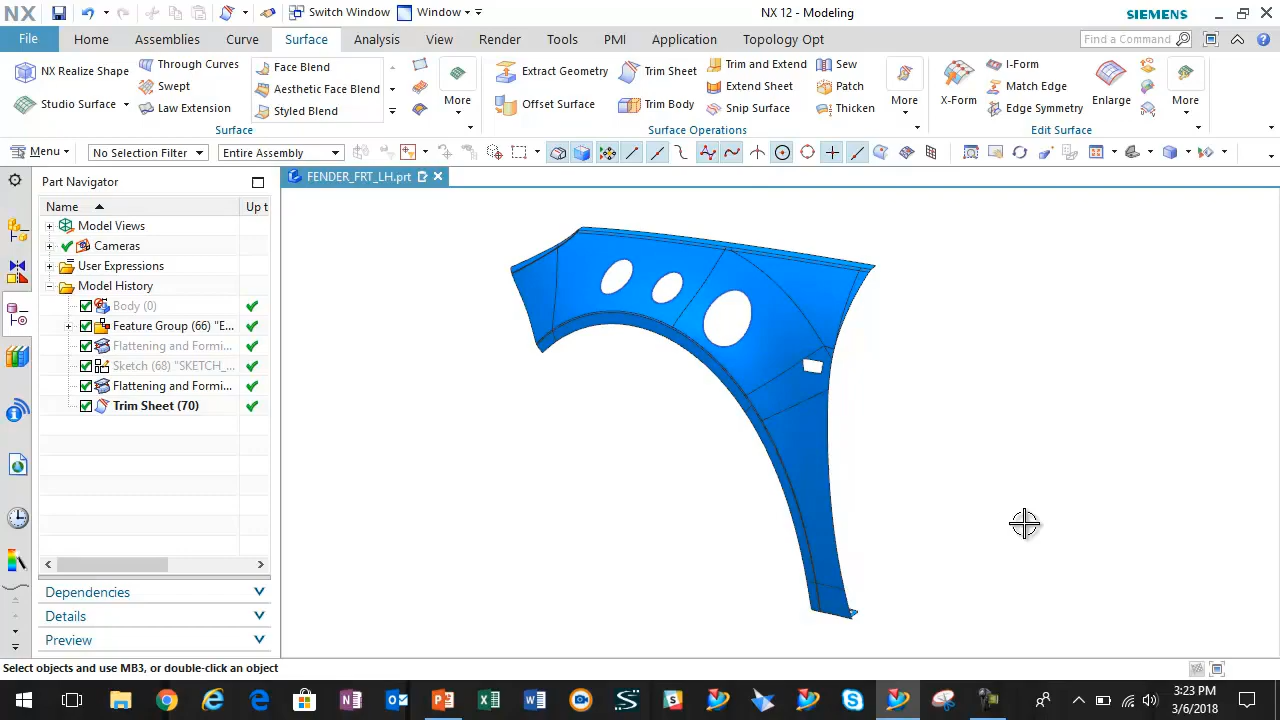 NX
Switch Window
Window
NX 12 - Modeling
SIEMENS
File
Home
Assemblies
Curve
Surface
Analysis
View
Render
Tools
PMI
Application
Topology Opt
Find a Command
NX Realize Shape
Studio Surface
Through Curves
Swept
Law Extension
Face Blend
Aesthetic Face Blend
Styled Blend
More
Surface
Extract Geometry
Offset Surface
Trim Sheet
Trim Body
Trim and Extend
Extend Sheet
Snip Surface
Sew
Patch
Thicken
More
Surface Operations
X-Form
I-Form
Match Edge
Edge Symmetry
Enlarge
More
Edit Surface
Menu
No Selection Filter
Entire Assembly
Part Navigator
FENDER_FRT_LH.prt
Name
Up t
Model Views
Cameras
User Expressions
Model History
Body (0)
Feature Group (66) "E...
Flattening and Formi...
Sketch (68) "SKETCH_...
Flattening and Formi...
Trim Sheet (70)
Dependencies
Details
Preview
Select objects and use MB3, or double-click an object
3:23 PM
3/6/2018